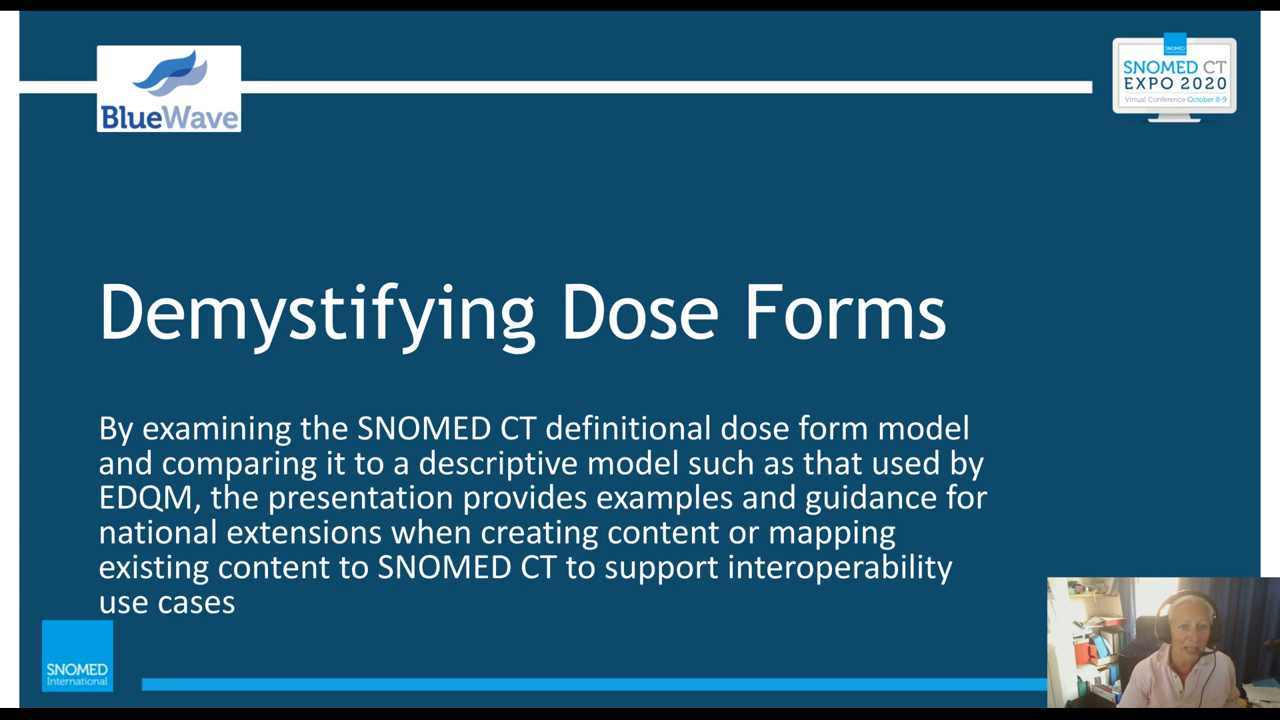 BlueWave
SNOMED
SNOMED CT
EXPO 2020
Virtual Conference October 8-9
Demystifying Dose Forms
By examining the SNOMED CT definitional dose form model
and comparing it to a descriptive model such as that used by
EDQM, the presentation provides examples and guidance for
national extensions when creating content or mapping
existing content to SNOMED CT to support interoperability
use cases
SNOMED
International